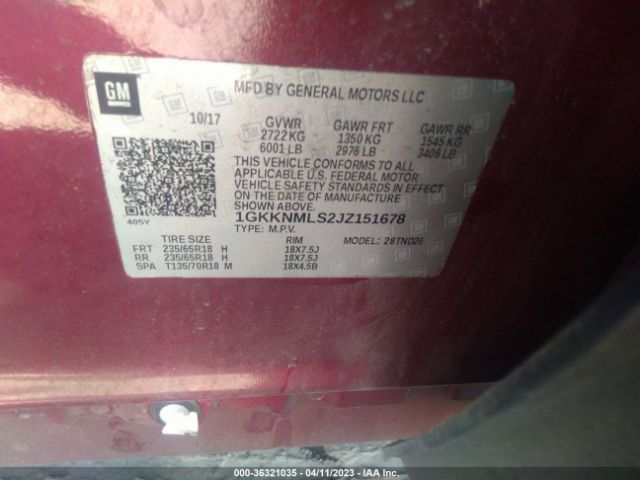 GM
MFD BY GENERAL MOTORS LLC
10/17 GVWR GAWR FRT GAWR RR
2722 KG 1350 KG 1545 KG
6001 LB 2976 LB 3406 LB
THIS VEHICLE CONFORMS TO ALL
APPLICABLE U.S. FEDERAL MOTOR
VEHICLE SAFETY STANDARDS IN EFFECT
ON THE DATE OF MANUFACTURE
SHOWN ABOVE.
405Y 1GKKNMLS2JZ151678
TYPE: M.P.V. MODEL: 28TND26
TIRE SIZE RIM
FRT 235/65R18 H 18X7.5J
RR 235/65R18 H 18X7.5J
SPA T135/70R18 M 18X4.5B
000-36321035 - 04/11/2023 - IAA Inc.